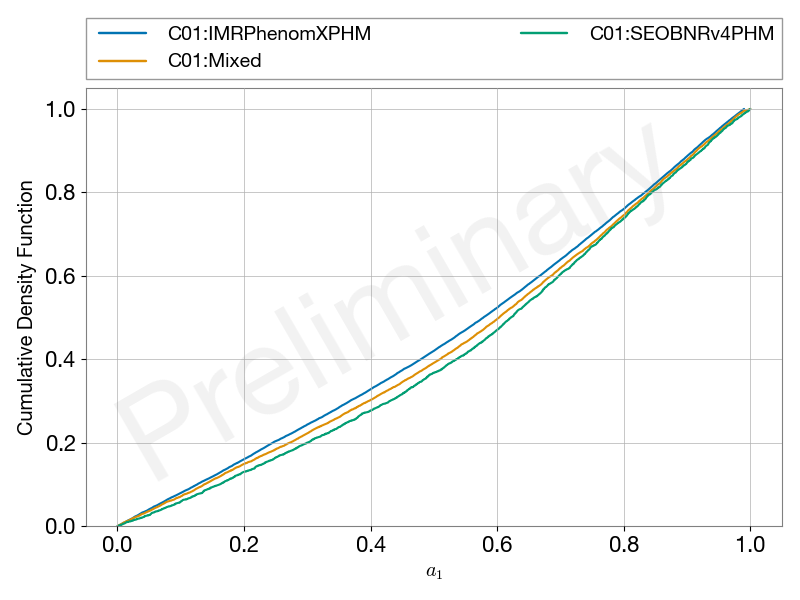 C01:IMRPhenomXPHM
C01:Mixed
C01:SEOBNRv4PHM
Preliminary
Cumulative Density Function
1.0
0.8
0.6
0.4
0.2
0.0
0.0 0.2 0.4 0.6 0.8 1.0
a₁